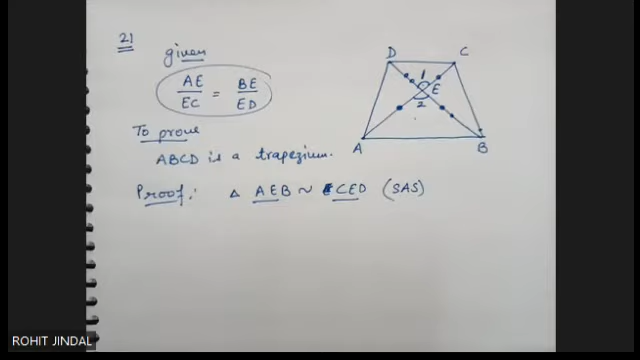 21
given
AE/EC = BE/ED
To prove
ABCD is a trapezium.
Proof: △ AEB ~ CED (SAS)
D C
1
E
2
A B
ROHIT JINDAL